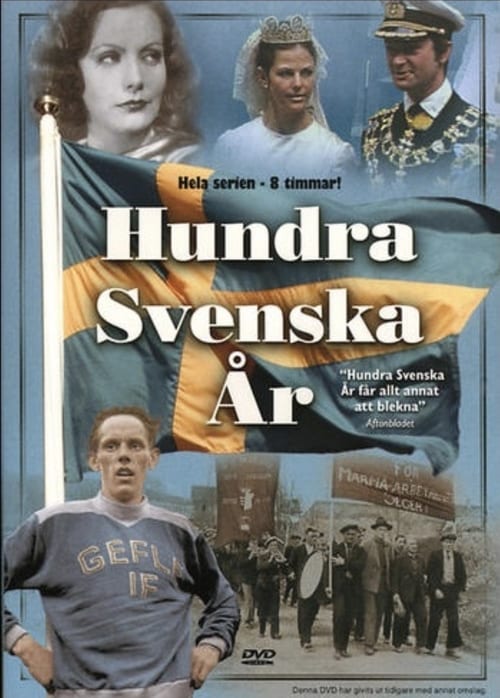 Hela serien - 8 timmar!
Hundra
Svenska
År
"Hundra Svenska
År får allt annat
att blekna"
Aftonbladet
FÖR
MARMA-ARBETARNES
SEGER!
GEFLE
IF
DVD
Denna DVD har givits ut tidigare med annat omslag.